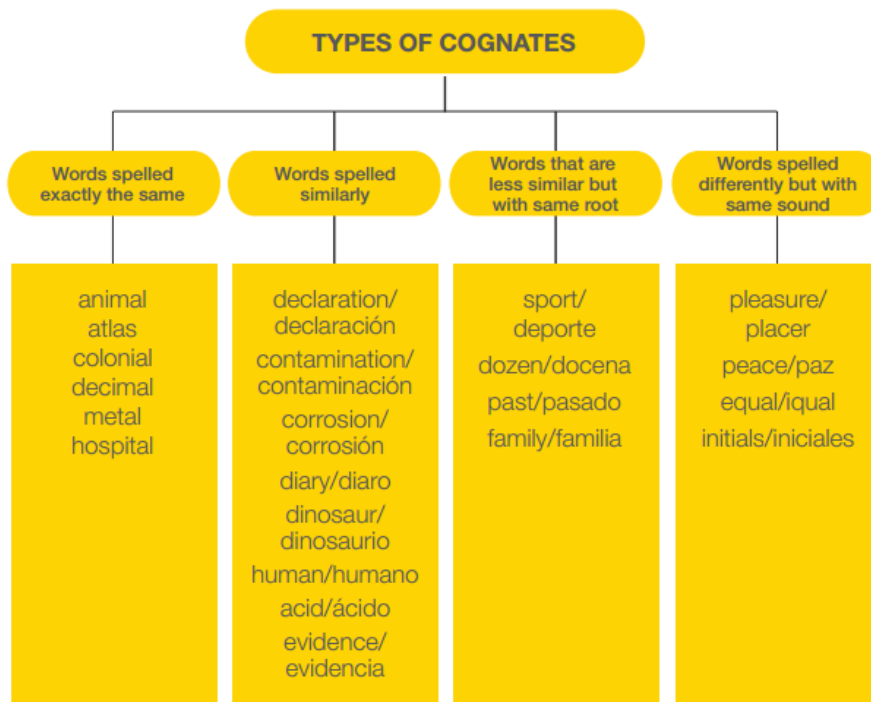 TYPES OF COGNATES
Words spelled
exactly the same
Words spelled
similarly
Words that are
less similar but
with same root
Words spelled
differently but with
same sound
animal
atlas
colonial
decimal
metal
hospital
declaration/
declaración
contamination/
contaminación
corrosion/
corrosión
diary/diaro
dinosaur/
dinosaurio
human/humano
acid/ácido
evidence/
evidencia
sport/
deporte
dozen/docena
past/pasado
family/familia
pleasure/
placer
peace/paz
equal/iqual
initials/iniciales